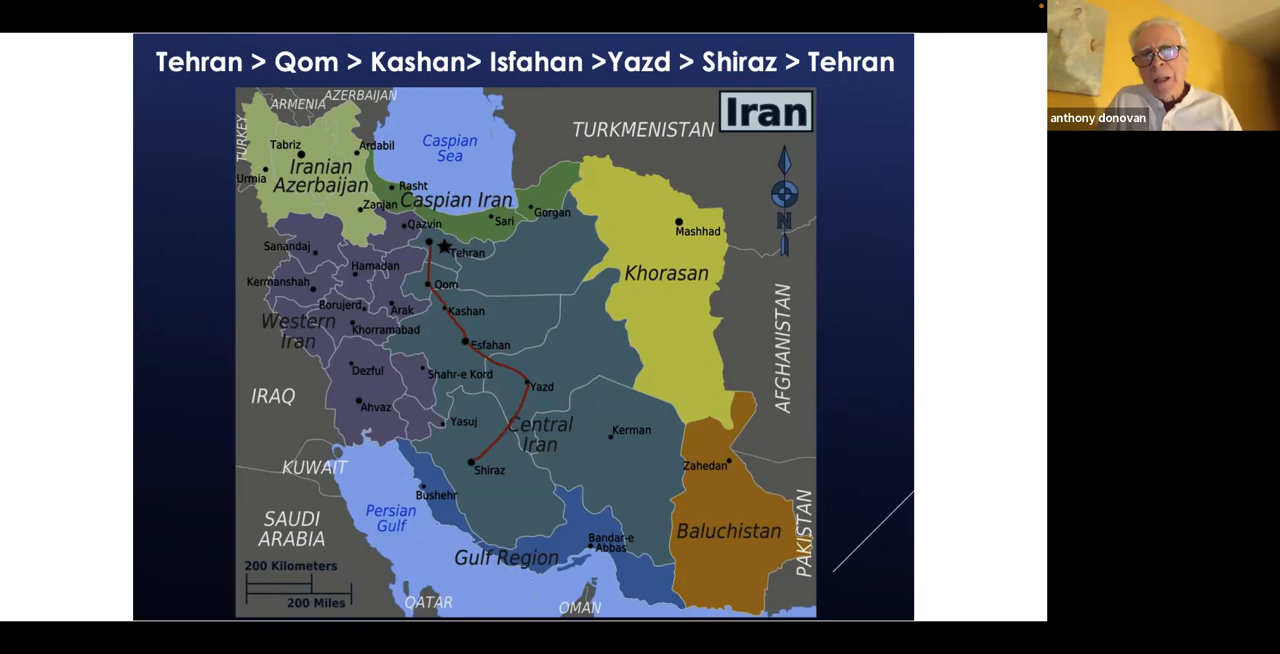 Tehran > Qom > Kashan> Isfahan >Yazd > Shiraz > Tehran
anthony donovan
Iran
ARMENIA
AZERBAIJAN
TURKEY
TURKMENISTAN
Caspian
Sea
Tabriz
Ardabil
Iranian
Azerbaijan
Urmia
Rasht
Caspian Iran
Zanjan
Gorgan
Sari
Qazvin
N
Mashhad
Sanandaj
Tehran
Hamadan
Khorasan
Kermanshah
Qom
Borujerd
Arak
Kashan
Western
Iran
Khorramabad
Esfahan
AFGHANISTAN
Dezful
Shahr-e Kord
Yazd
IRAQ
Ahvaz
Yasuj
Central
Iran
Kerman
KUWAIT
Shiraz
Zahedan
Bushehr
Persian
Gulf
SAUDI
ARABIA
Baluchistan
PAKISTAN
Bandar-e
Abbas
Gulf Region
200 Kilometers
200 Miles
QATAR
OMAN